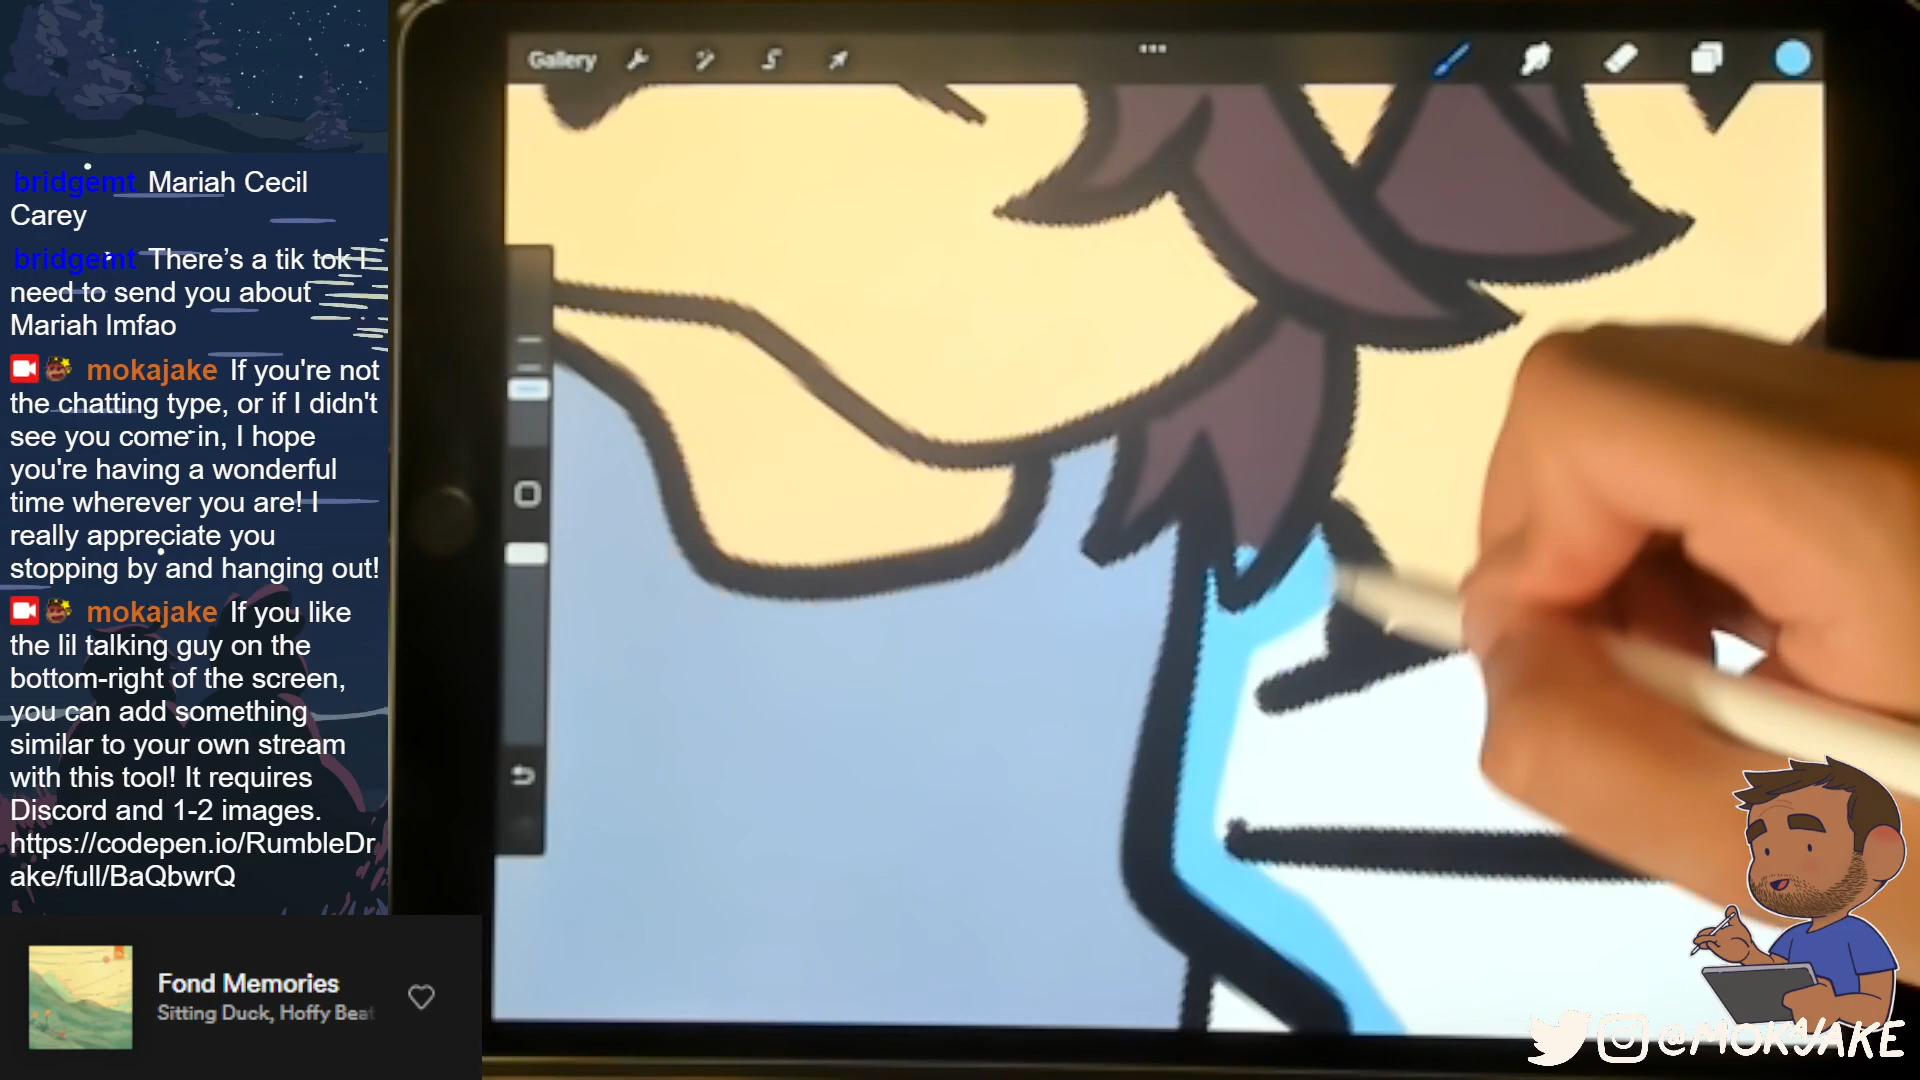 Gallery
bridgemt Mariah Cecil
Carey
bridgemt There's a tik tok I
need to send you about
Mariah lmfao
mokajake If you're not
the chatting type, or if I didn't
see you come in, I hope
you're having a wonderful
time wherever you are! I
really appreciate you
stopping by and hanging out!
mokajake If you like
the lil talking guy on the
bottom-right of the screen,
you can add something
similar to your own stream
with this tool! It requires
Discord and 1-2 images.
https://codepen.io/RumbleDr
ake/full/BaQbwrQ
Fond Memories
Sitting Duck, Hoffy Beat
@MOKAJAKE